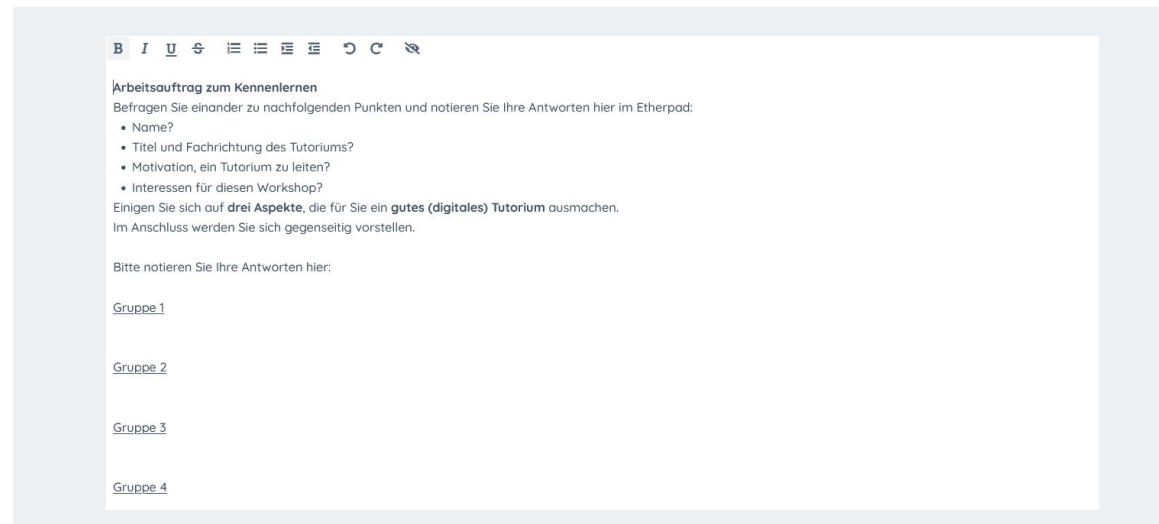 B I U S
Arbeitsauftrag zum Kennenlernen
Befragen Sie einander zu nachfolgenden Punkten und notieren Sie Ihre Antworten hier im Etherpad:
• Name?
• Titel und Fachrichtung des Tutoriums?
• Motivation, ein Tutorium zu leiten?
• Interessen für diesen Workshop?
Einigen Sie sich auf drei Aspekte, die für Sie ein gutes (digitales) Tutorium ausmachen.
Im Anschluss werden Sie sich gegenseitig vorstellen.
Bitte notieren Sie Ihre Antworten hier:
Gruppe 1
Gruppe 2
Gruppe 3
Gruppe 4